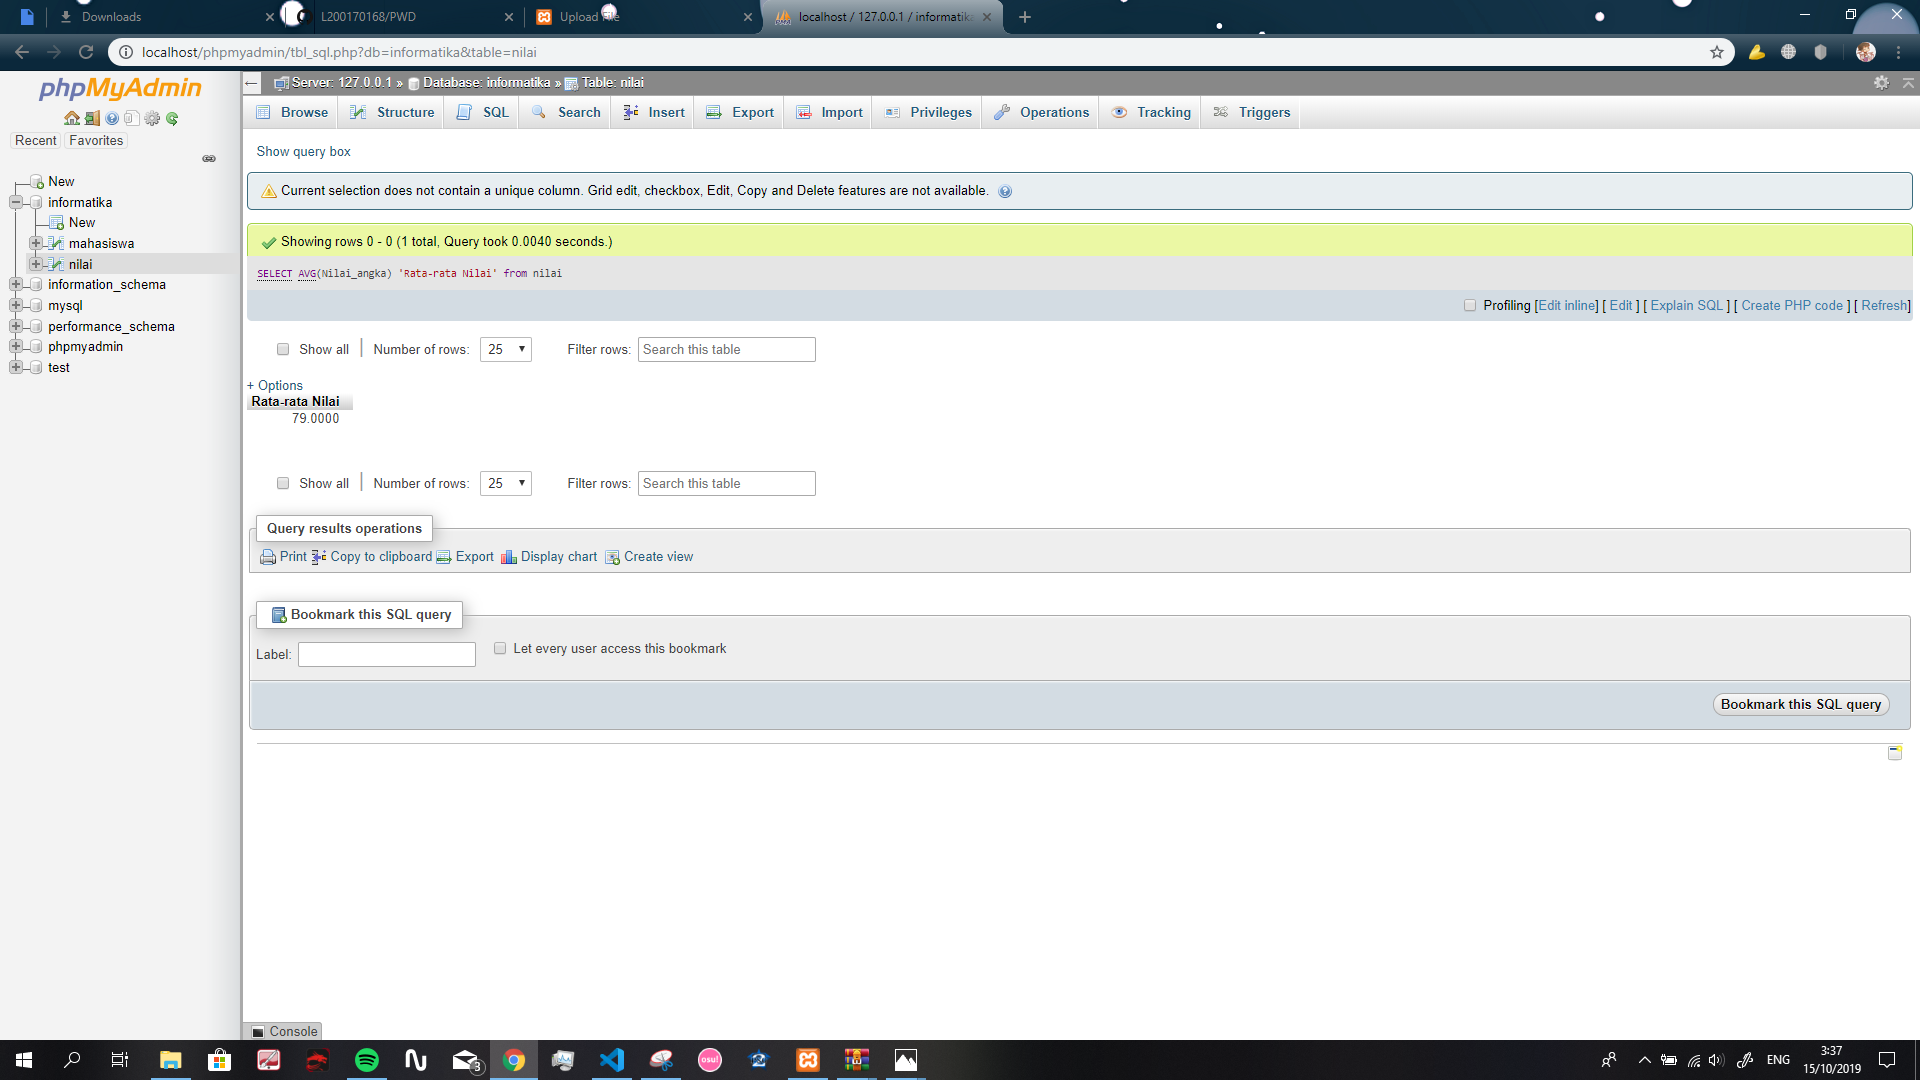 Downloads
L200170168/PWD
Upload File
localhost / 127.0.0.1 / informatika
localhost/phpmyadmin/tbl_sql.php?db=informatika&table=nilai
phpMyAdmin
Server: 127.0.0.1 » Database: informatika » Table: nilai
Browse Structure SQL Search Insert Export Import Privileges Operations Tracking Triggers
Recent Favorites
New
informatika
New
mahasiswa
nilai
information_schema
mysql
performance_schema
phpmyadmin
test
Show query box
Current selection does not contain a unique column. Grid edit, checkbox, Edit, Copy and Delete features are not available.
Showing rows 0 - 0 (1 total, Query took 0.0040 seconds.)
SELECT AVG(Nilai_angka) 'Rata-rata Nilai' from nilai
Profiling [Edit inline] [ Edit ] [ Explain SQL ] [ Create PHP code ] [ Refresh]
Show all Number of rows: 25 Filter rows: Search this table
+ Options
Rata-rata Nilai
79.0000
Show all Number of rows: 25 Filter rows: Search this table
Query results operations
Print Copy to clipboard Export Display chart Create view
Bookmark this SQL query
Label: Let every user access this bookmark
Bookmark this SQL query
Console
3
osu!
ENG
3:37
15/10/2019